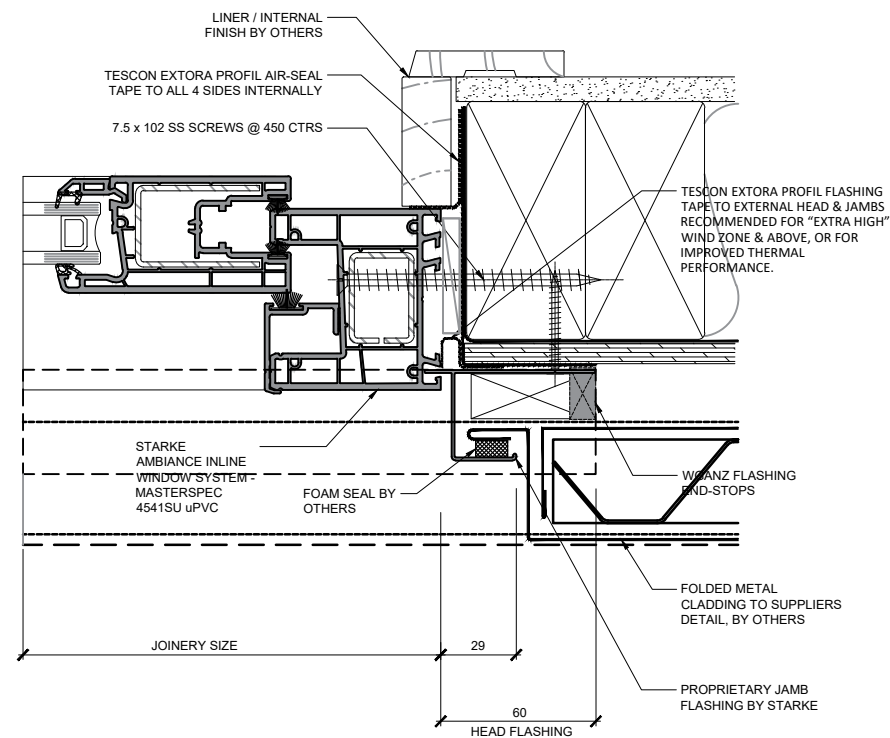 LINER / INTERNAL
FINISH BY OTHERS
TESCON EXTORA PROFIL AIR-SEAL
TAPE TO ALL 4 SIDES INTERNALLY
7.5 x 102 SS SCREWS @ 450 CTRS
TESCON EXTORA PROFIL FLASHING
TAPE TO EXTERNAL HEAD & JAMBS
RECOMMENDED FOR “EXTRA HIGH”
WIND ZONE & ABOVE, OR FOR
IMPROVED THERMAL
PERFORMANCE.
STARKE
AMBIANCE INLINE
WINDOW SYSTEM -
MASTERSPEC
4541SU uPVC
FOAM SEAL BY
OTHERS
WGANZ FLASHING
END-STOPS
FOLDED METAL
CLADDING TO SUPPLIERS
DETAIL, BY OTHERS
JOINERY SIZE
29
PROPRIETARY JAMB
FLASHING BY STARKE
60
HEAD FLASHING